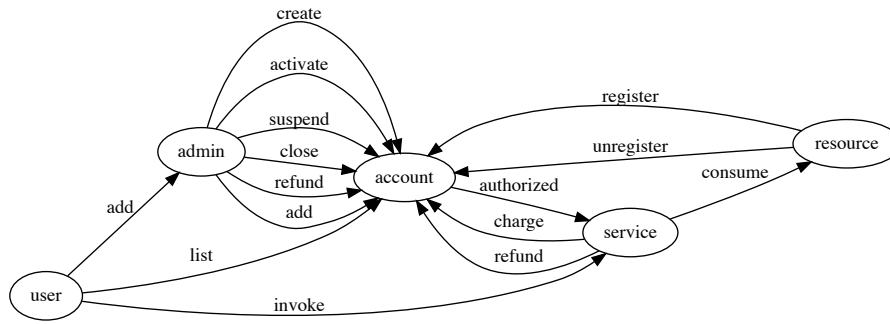 create
activate
register
suspend
admin
close
unregister
resource
refund
account
consume
authorized
add
add
charge
service
list
refund
user
invoke